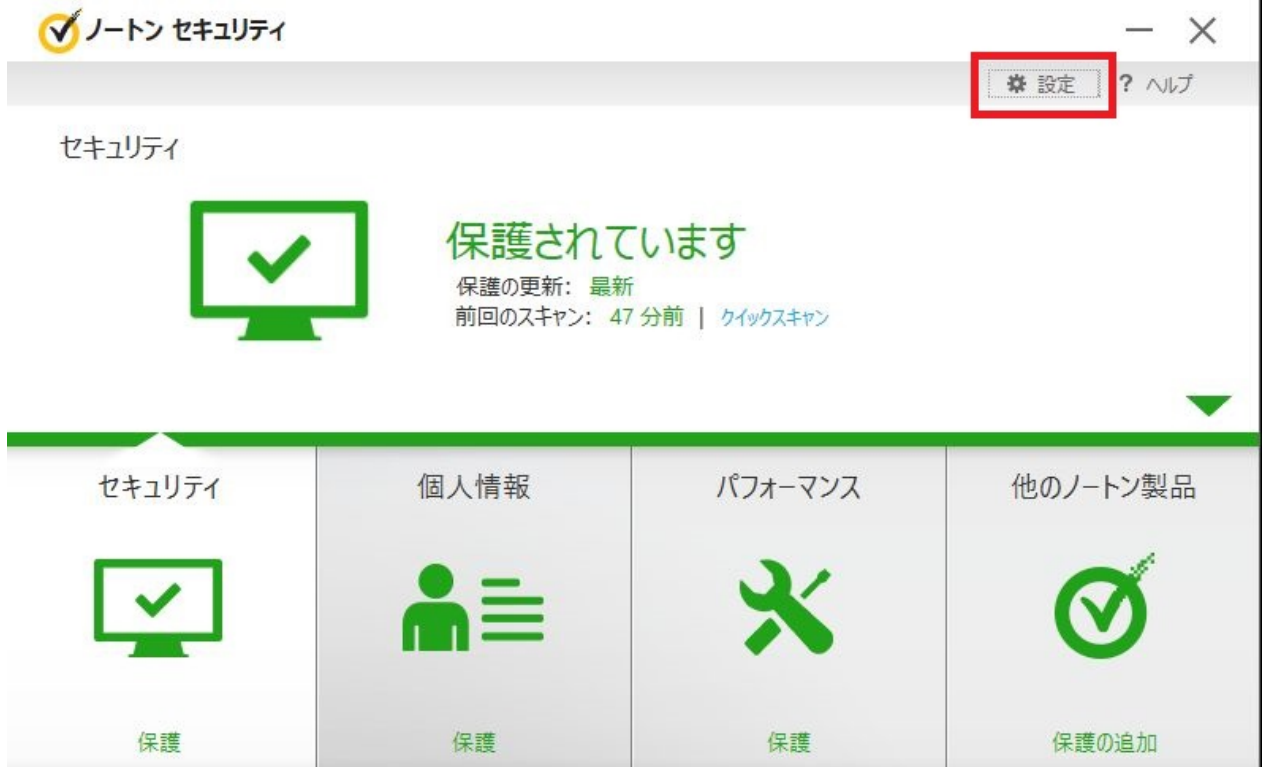 ノートン セキュリティ
設定 ? ヘルプ
セキュリティ
保護されています
保護の更新: 最新
前回のスキャン: 47 分前 | クイックスキャン
セキュリティ 個人情報 パフォーマンス 他のノートン製品
保護 保護 保護 保護の追加